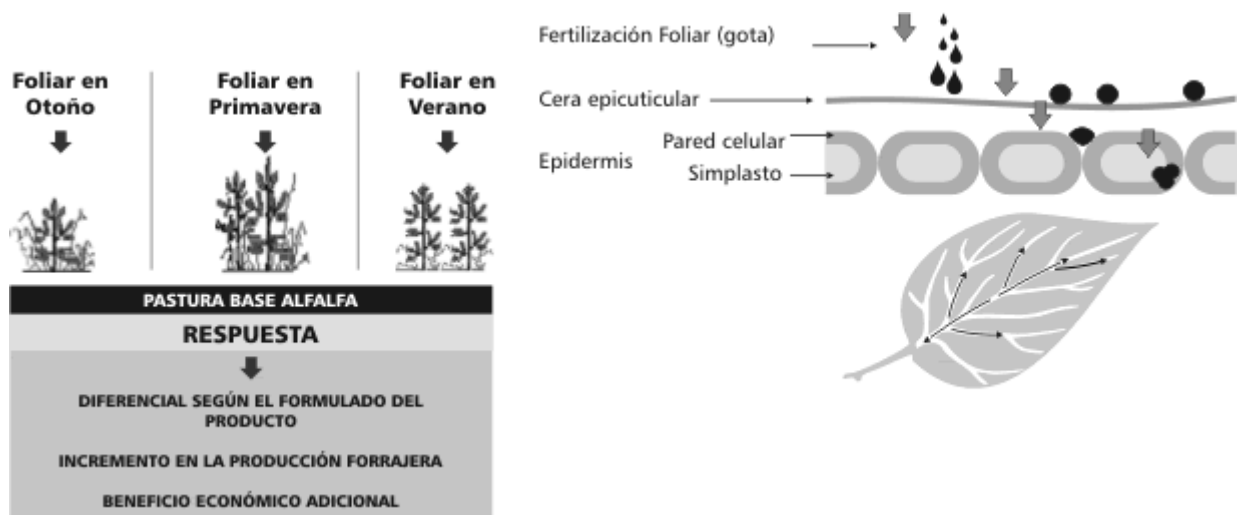 Foliar en
Otoño
Foliar en
Primavera
Foliar en
Verano
PASTURA BASE ALFALFA
RESPUESTA
DIFERENCIAL SEGÚN EL FORMULADO DEL
PRODUCTO
INCREMENTO EN LA PRODUCCIÓN FORRAJERA
BENEFICIO ECONÓMICO ADICIONAL
Fertilización Foliar (gota)
Cera epicuticular
Pared celular
Epidermis
Simplasto